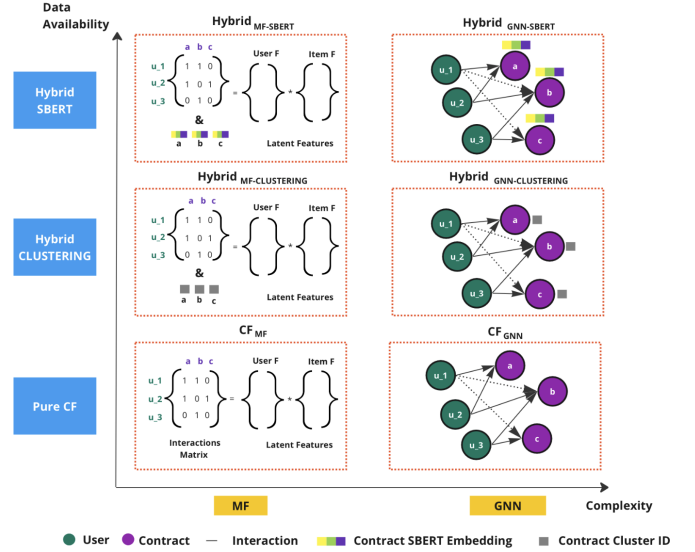 Data
Availability
Hybrid MF-SBERT
Hybrid GNN-SBERT
Hybrid
SBERT
a b c
User F Item F
u_1 1 1 0
u_2 1 0 1
u_3 0 1 0
= *
&
a b c
Latent Features
u_1
u_2
u_3
a
b
c
Hybrid MF-CLUSTERING
Hybrid GNN-CLUSTERING
Hybrid
CLUSTERING
a b c
User F Item F
u_1 1 1 0
u_2 1 0 1
u_3 0 1 0
= *
&
a b c
Latent Features
u_1
u_2
u_3
a
b
c
CF MF
CF GNN
Pure CF
a b c
User F Item F
u_1 1 1 0
u_2 1 0 1
u_3 0 1 0
= *
Interactions
Matrix
Latent Features
u_1
u_2
u_3
a
b
c
MF
GNN
Complexity
User Contract Interaction Contract SBERT Embedding Contract Cluster ID